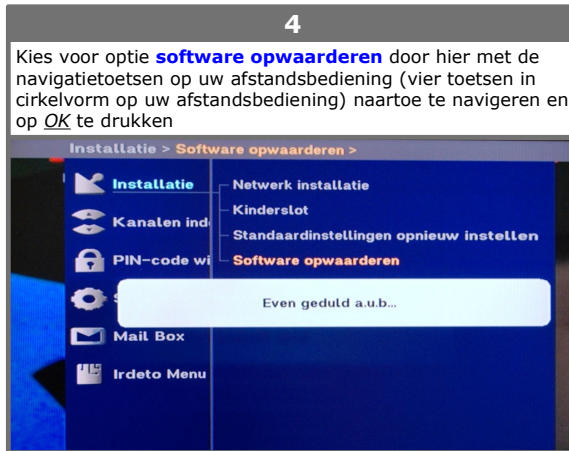 4
Kies voor optie software opwaarderen door hier met de
navigatietoetsen op uw afstandsbediening (vier toetsen in
cirkelvorm op uw afstandsbediening) naartoe te navigeren en
op OK te drukken
Installatie > Software opwaarderen >
Installatie
Netwerk installatie
Kinderslot
Kanalen ind
Standaardinstellingen opnieuw instellen
PIN-code wi
Software opwaarderen
Even geduld a.u.b...
Mail Box
Irdeto Menu